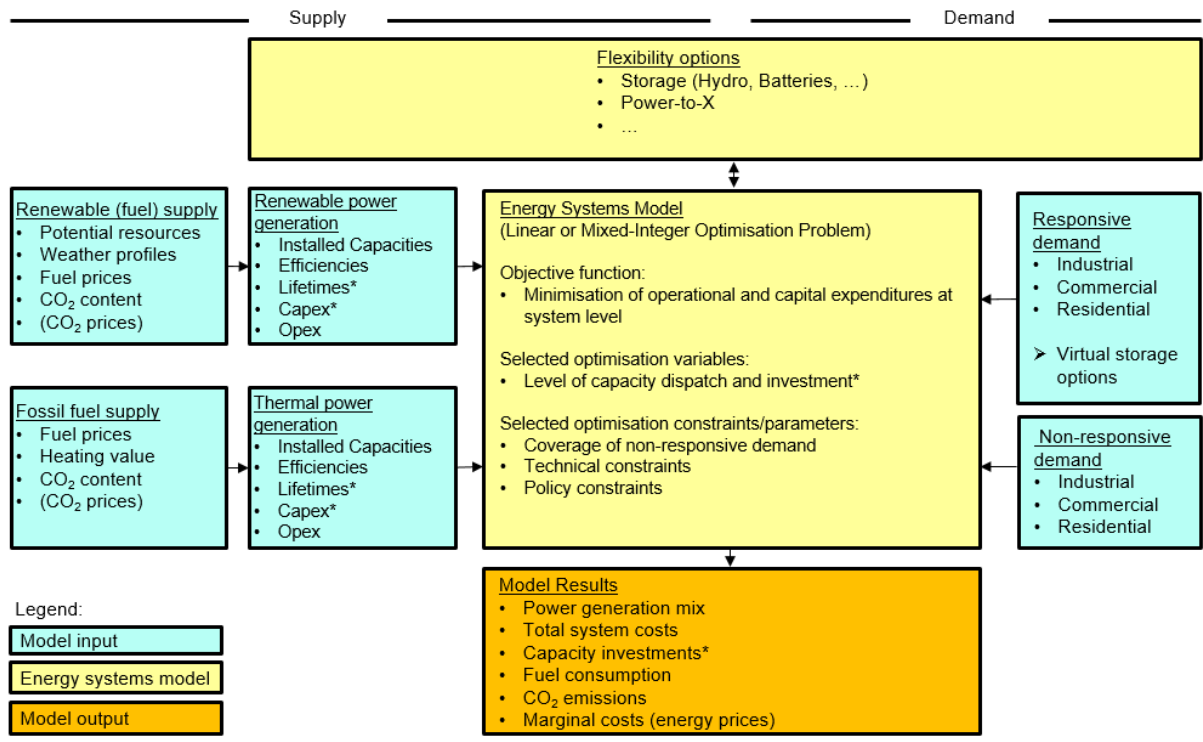 Supply
Demand
Flexibility options
• Storage (Hydro, Batteries, …)
• Power-to-X
• …
Renewable (fuel) supply
• Potential resources
• Weather profiles
• Fuel prices
• CO₂ content
• (CO₂ prices)
Renewable power
generation
• Installed Capacities
• Efficiencies
• Lifetimes*
• Capex*
• Opex
Energy Systems Model
(Linear or Mixed-Integer Optimisation Problem)
Objective function:
• Minimisation of operational and capital expenditures at
system level
Selected optimisation variables:
• Level of capacity dispatch and investment*
Selected optimisation constraints/parameters:
• Coverage of non-responsive demand
• Technical constraints
• Policy constraints
Responsive
demand
• Industrial
• Commercial
• Residential
➢ Virtual storage
options
Fossil fuel supply
• Fuel prices
• Heating value
• CO₂ content
• (CO₂ prices)
Thermal power
generation
• Installed Capacities
• Efficiencies
• Lifetimes*
• Capex*
• Opex
Non-responsive
demand
• Industrial
• Commercial
• Residential
Model Results
• Power generation mix
• Total system costs
• Capacity investments*
• Fuel consumption
• CO₂ emissions
• Marginal costs (energy prices)
Legend:
Model input
Energy systems model
Model output